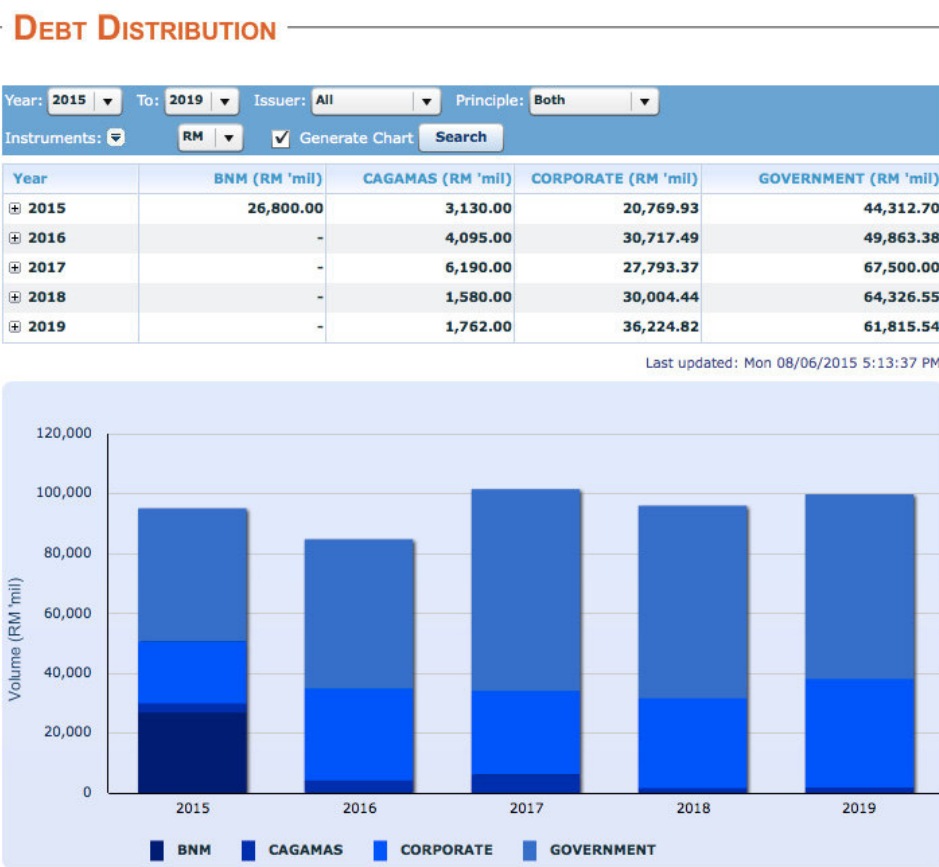 DEBT DISTRIBUTION
Year: 2015 To: 2019 Issuer: All Principle: Both
Instruments: RM Generate Chart Search
Year BNM (RM 'mil) CAGAMAS (RM 'mil) CORPORATE (RM 'mil) GOVERNMENT (RM 'mil)
2015 26,800.00 3,130.00 20,769.93 44,312.70
2016 - 4,095.00 30,717.49 49,863.38
2017 - 6,190.00 27,793.37 67,500.00
2018 - 1,580.00 30,004.44 64,326.55
2019 - 1,762.00 36,224.82 61,815.54
Last updated: Mon 08/06/2015 5:13:37 PM
Volume (RM 'mil)
120,000
100,000
80,000
60,000
40,000
20,000
0
2015 2016 2017 2018 2019
BNM CAGAMAS CORPORATE GOVERNMENT